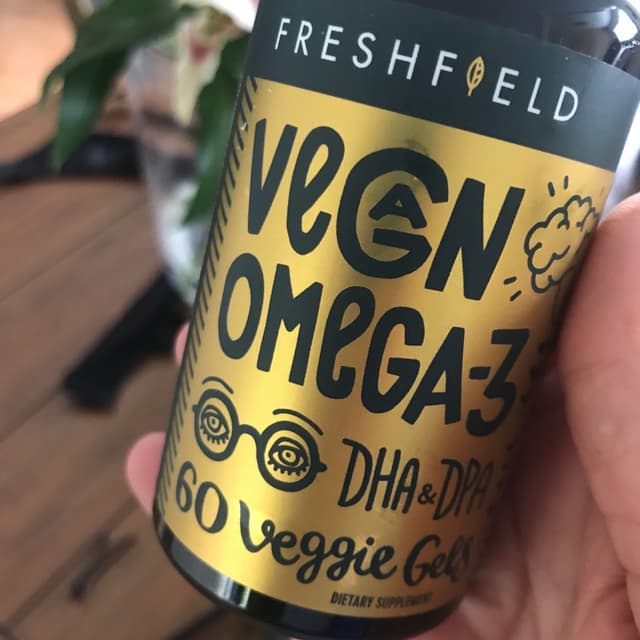 FRESHFIELD
VEGAN
OMEGA-3
DHA & DPA
60 Veggie Gels
DIETARY SUPPLEMENT